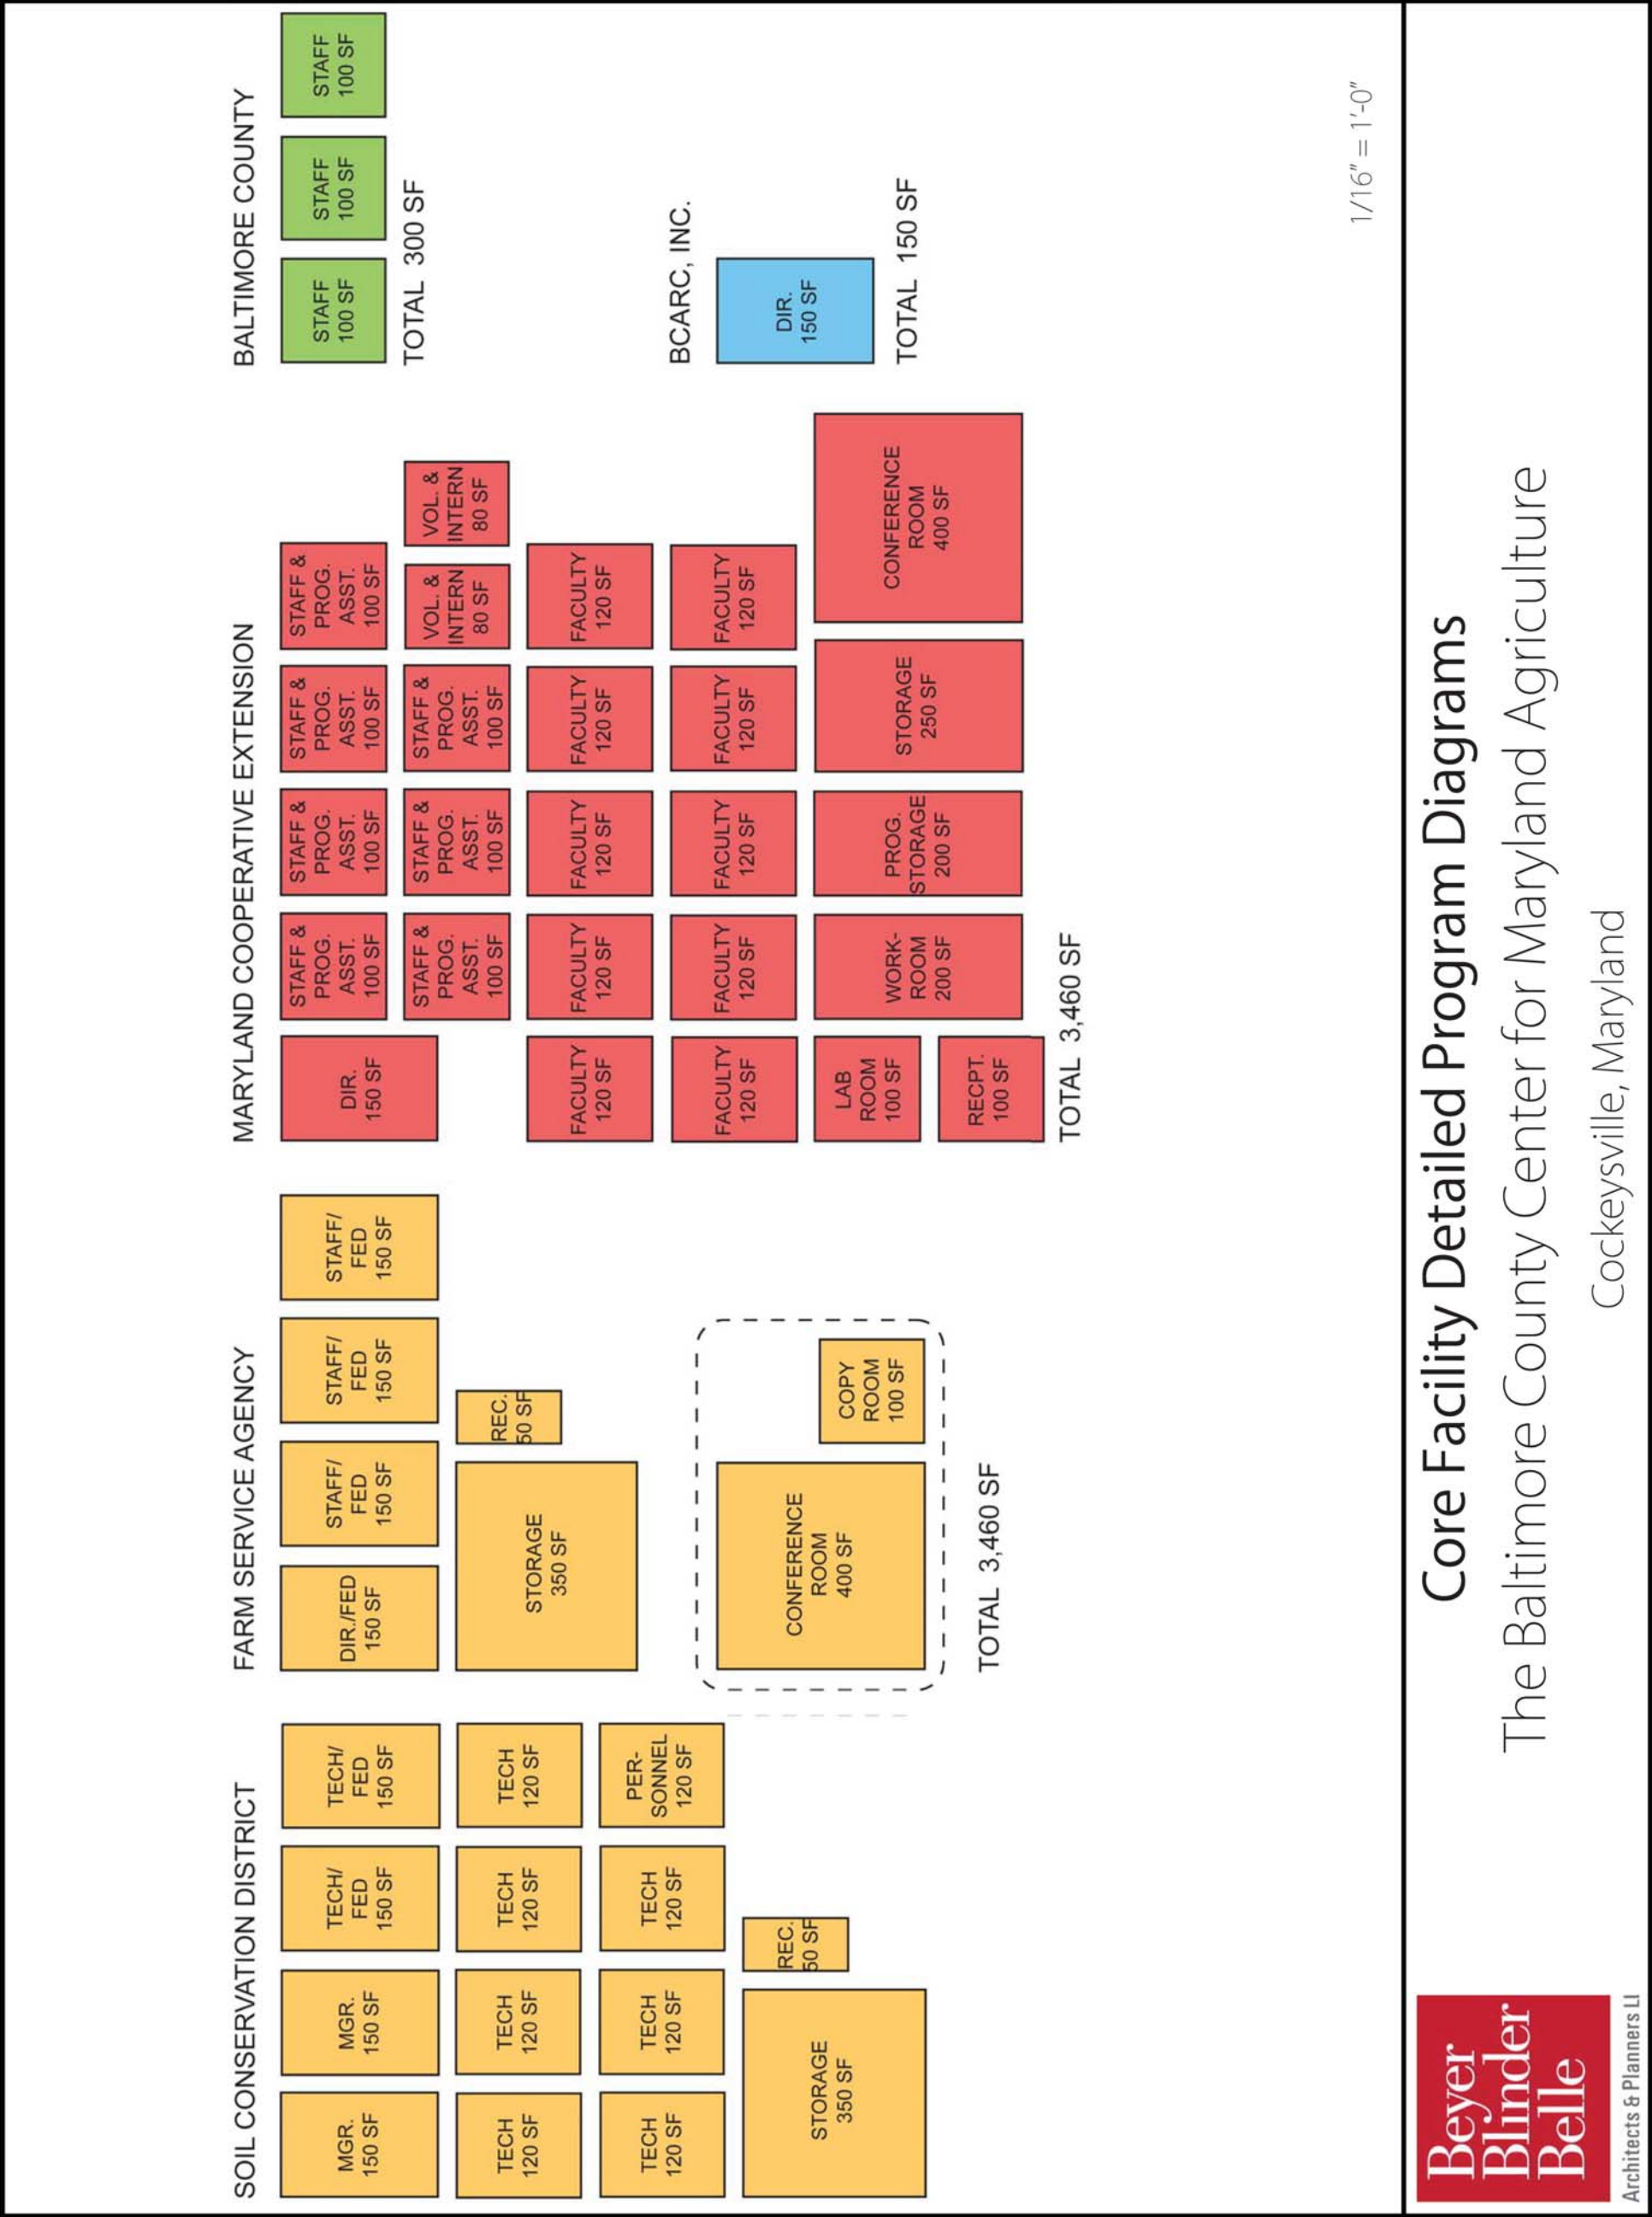 SOIL CONSERVATION DISTRICT
MGR.
150 SF
MGR.
150 SF
TECH/
FED
150 SF
TECH/
FED
150 SF
TECH
120 SF
TECH
120 SF
TECH
120 SF
TECH
120 SF
TECH
120 SF
TECH
120 SF
TECH
120 SF
PER-
SONNEL
120 SF
STORAGE
350 SF
REC.
50 SF
FARM SERVICE AGENCY
DIR./FED
150 SF
STAFF/
FED
150 SF
STAFF/
FED
150 SF
STAFF/
FED
150 SF
STORAGE
350 SF
REC.
50 SF
CONFERENCE
ROOM
400 SF
COPY
ROOM
100 SF
TOTAL 3,460 SF
MARYLAND COOPERATIVE EXTENSION
DIR.
150 SF
STAFF &
PROG.
ASST.
100 SF
STAFF &
PROG.
ASST.
100 SF
STAFF &
PROG.
ASST.
100 SF
STAFF &
PROG.
ASST.
100 SF
STAFF &
PROG.
ASST.
100 SF
STAFF &
PROG.
ASST.
100 SF
STAFF &
PROG.
ASST.
100 SF
VOL. &
INTERN
80 SF
VOL. &
INTERN
80 SF
FACULTY
120 SF
FACULTY
120 SF
FACULTY
120 SF
FACULTY
120 SF
FACULTY
120 SF
FACULTY
120 SF
FACULTY
120 SF
FACULTY
120 SF
FACULTY
120 SF
FACULTY
120 SF
LAB
ROOM
100 SF
WORK-
ROOM
200 SF
PROG.
STORAGE
200 SF
STORAGE
250 SF
CONFERENCE
ROOM
400 SF
RECPT.
100 SF
TOTAL 3,460 SF
BALTIMORE COUNTY
STAFF
100 SF
STAFF
100 SF
STAFF
100 SF
TOTAL 300 SF
BCARC, INC.
DIR.
150 SF
TOTAL 150 SF
1/16" = 1'-0"
Beyer
Blinder
Belle
Architects & Planners Ll
Core Facility Detailed Program Diagrams
The Baltimore County Center for Maryland Agriculture
Cockeysville, Maryland